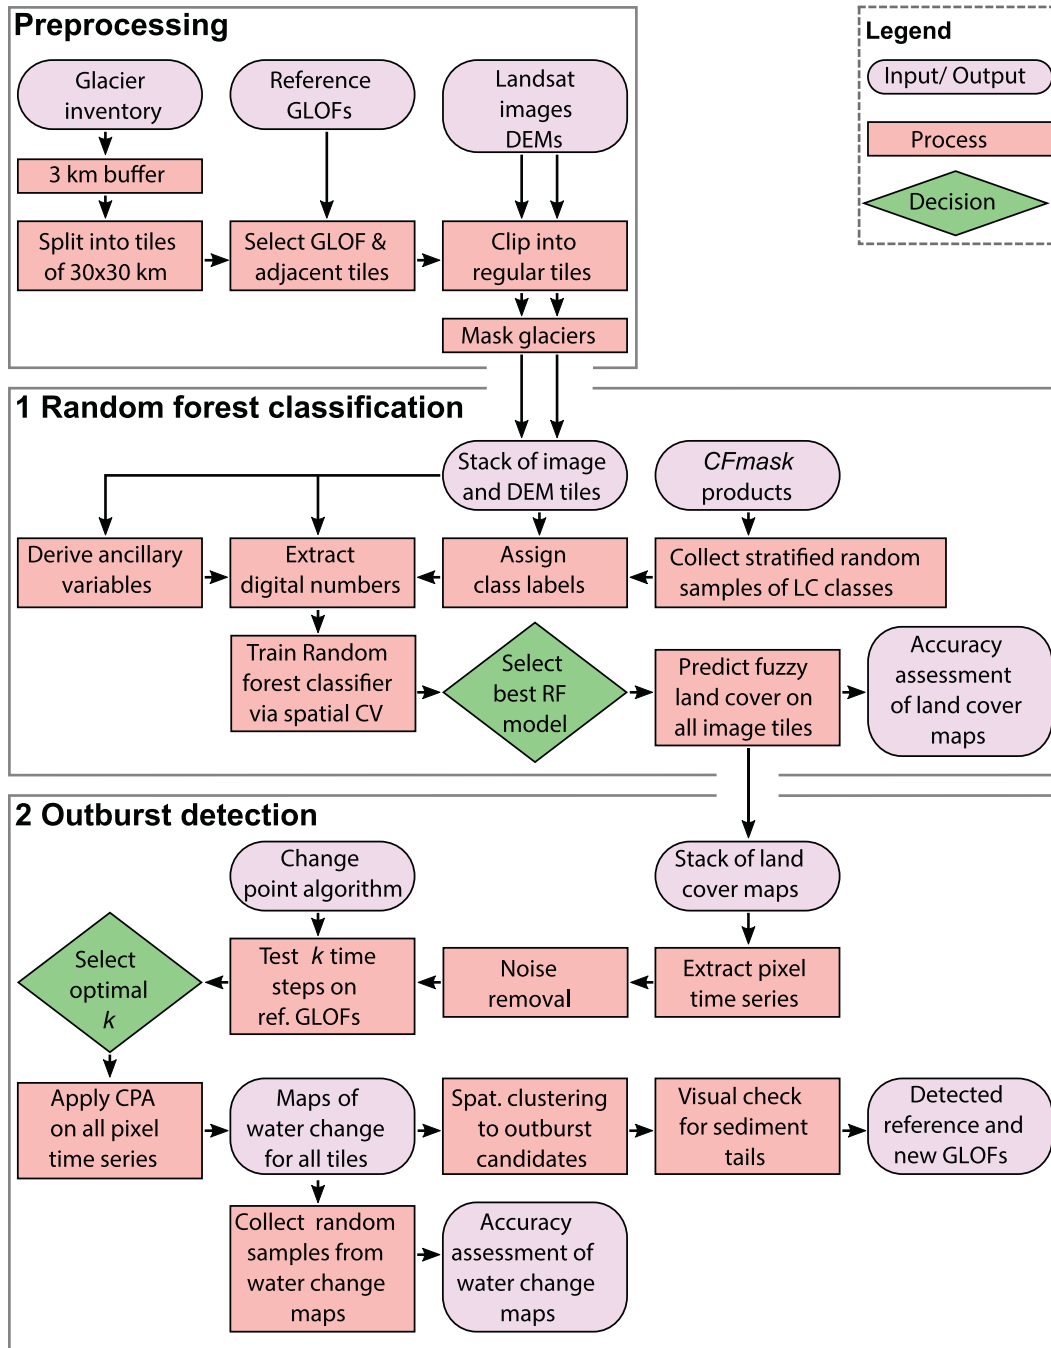 Preprocessing
Glacier
inventory
Reference
GLOFs
Landsat
images
DEMs
3 km buffer
Split into tiles
of 30x30 km
Select GLOF &
adjacent tiles
Clip into
regular tiles
Mask glaciers
Legend
Input/ Output
Process
Decision
1 Random forest classification
Stack of image
and DEM tiles
CFmask
products
Derive ancillary
variables
Extract
digital numbers
Assign
class labels
Collect stratified random
samples of LC classes
Train Random
forest classifier
via spatial CV
Select
best RF
model
Predict fuzzy
land cover on
all image tiles
Accuracy
assessment
of land cover
maps
2 Outburst detection
Change
point algorithm
Stack of land
cover maps
Select
optimal
k
Test k time
steps on
ref. GLOFs
Noise
removal
Extract pixel
time series
Apply CPA
on all pixel
time series
Maps of
water change
for all tiles
Spat. clustering
to outburst
candidates
Visual check
for sediment
tails
Detected
reference and
new GLOFs
Collect random
samples from
water change
maps
Accuracy
assessment of
water change
maps